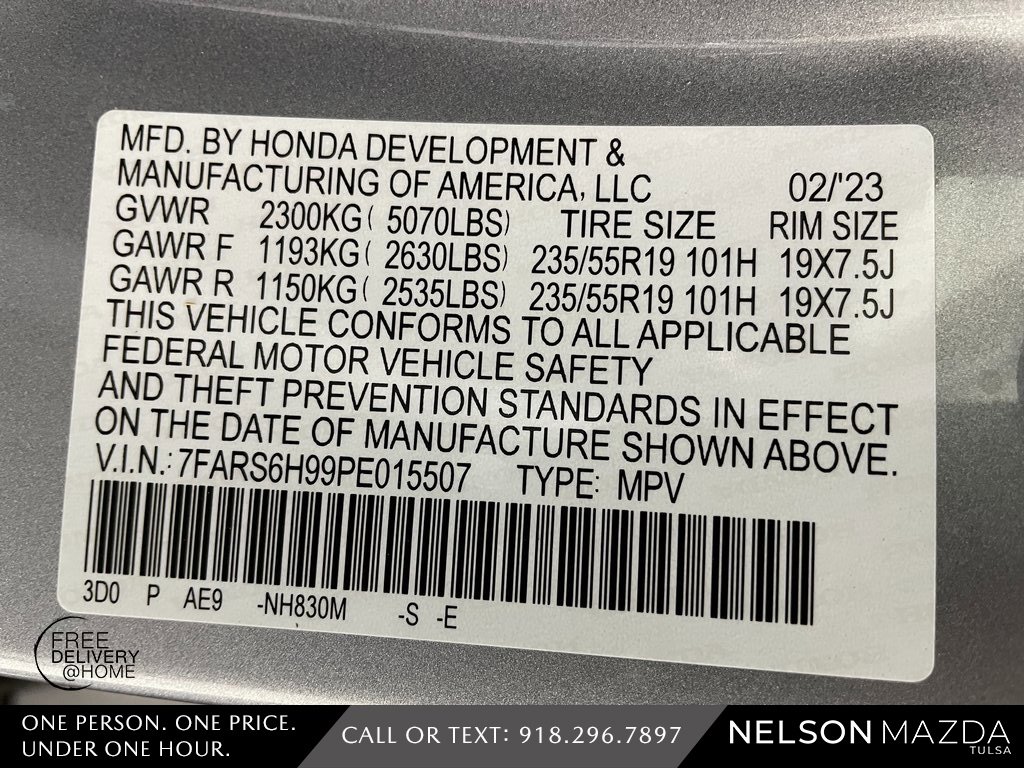 MFD. BY HONDA DEVELOPMENT &
MANUFACTURING OF AMERICA, LLC 02/'23
GVWR 2300KG( 5070LBS) TIRE SIZE RIM SIZE
GAWR F 1193KG( 2630LBS) 235/55R19 101H 19X7.5J
GAWR R 1150KG( 2535LBS) 235/55R19 101H 19X7.5J
THIS VEHICLE CONFORMS TO ALL APPLICABLE
FEDERAL MOTOR VEHICLE SAFETY
AND THEFT PREVENTION STANDARDS IN EFFECT
ON THE DATE OF MANUFACTURE SHOWN ABOVE.
V.I.N.: 7FARS6H99PE015507 TYPE: MPV
3D0 P AE9 -NH830M -S -E
FREE
DELIVERY
@HOME
ONE PERSON. ONE PRICE.
UNDER ONE HOUR.
CALL OR TEXT: 918.296.7897
NELSON MAZDA
TULSA